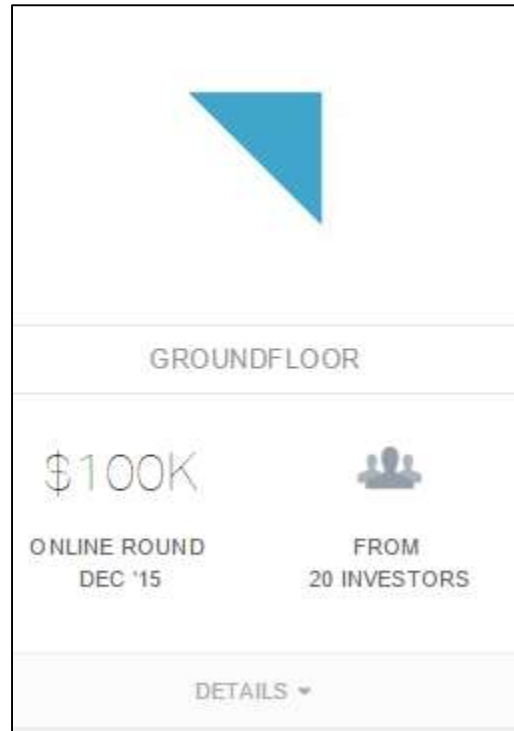 GROUNDFLOOR
$100K
ONLINE ROUND
DEC '15
FROM
20 INVESTORS
DETAILS